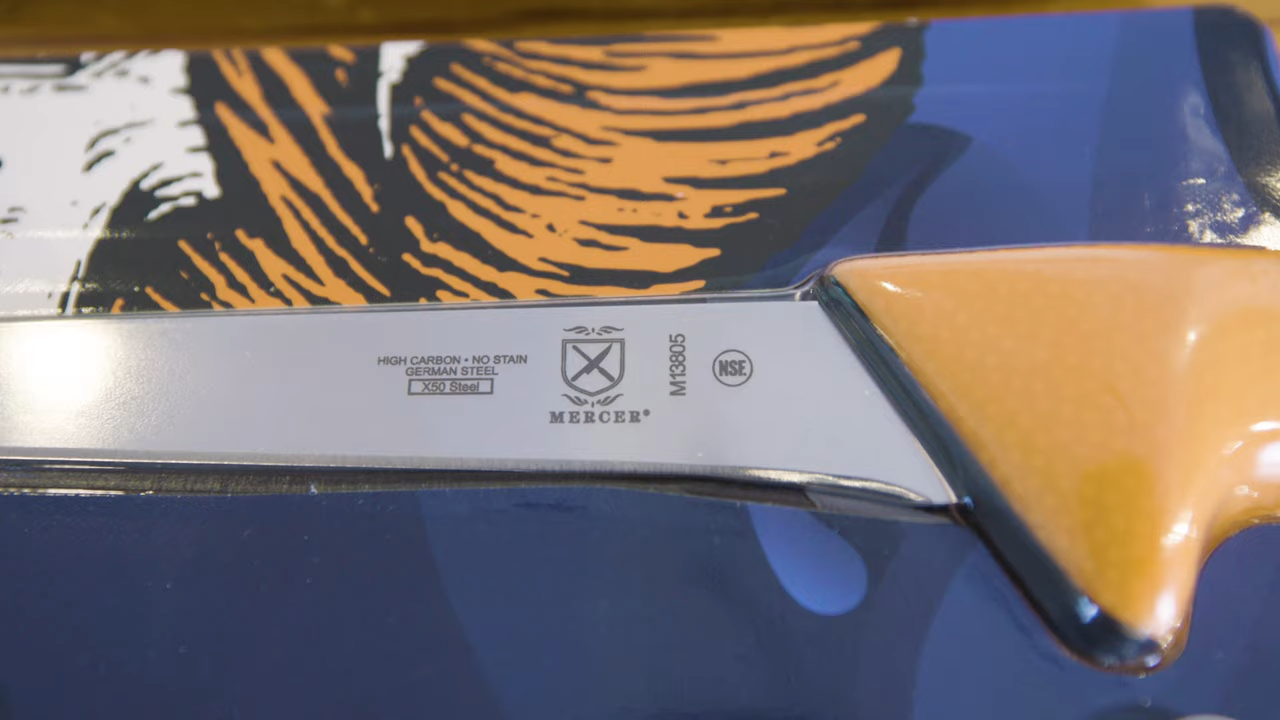 HIGH CARBON • NO STAIN
GERMAN STEEL
X50 Steel
MERCER®
M13805
NSF.